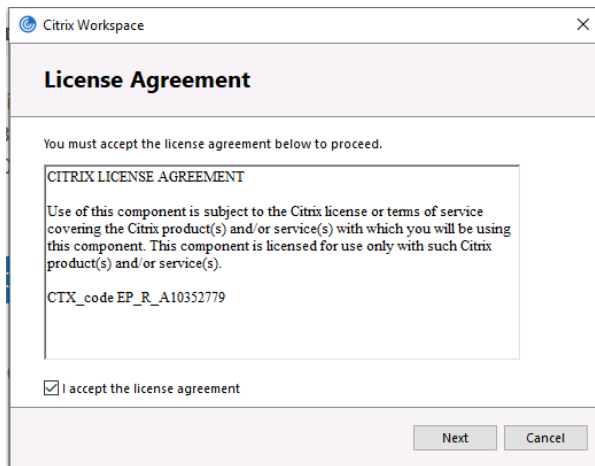 Citrix Workspace
License Agreement
You must accept the license agreement below to proceed.
CITRIX LICENSE AGREEMENT
Use of this component is subject to the Citrix license or terms of service
covering the Citrix product(s) and/or service(s) with which you will be using
this component. This component is licensed for use only with such Citrix
product(s) and/or service(s).
CTX_code EP_R_A10352779
I accept the license agreement
Next Cancel